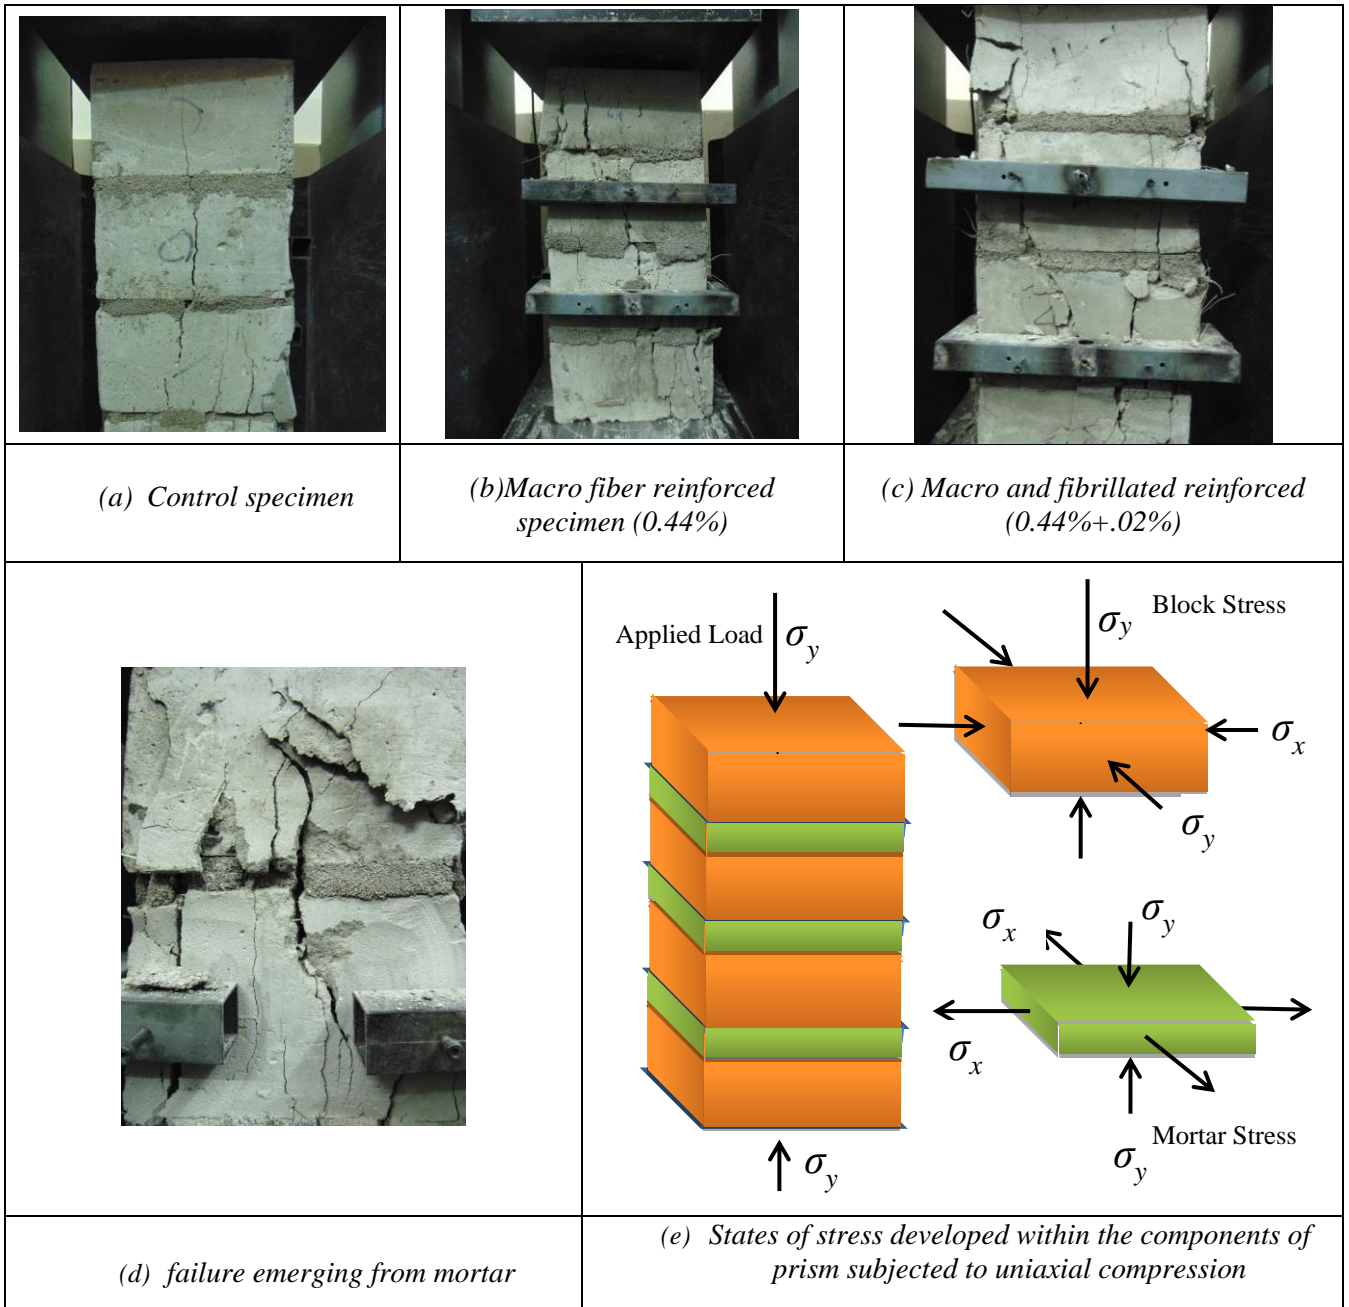 (a) Control specimen
(b)Macro fiber reinforced
specimen (0.44%)
(c) Macro and fibrillated reinforced
(0.44%+.02%)
Applied Load
σy
σy
Block Stress
σy
σx
σy
σx
σy
σx
σy
Mortar Stress
(d) failure emerging from mortar
(e) States of stress developed within the components of
prism subjected to uniaxial compression